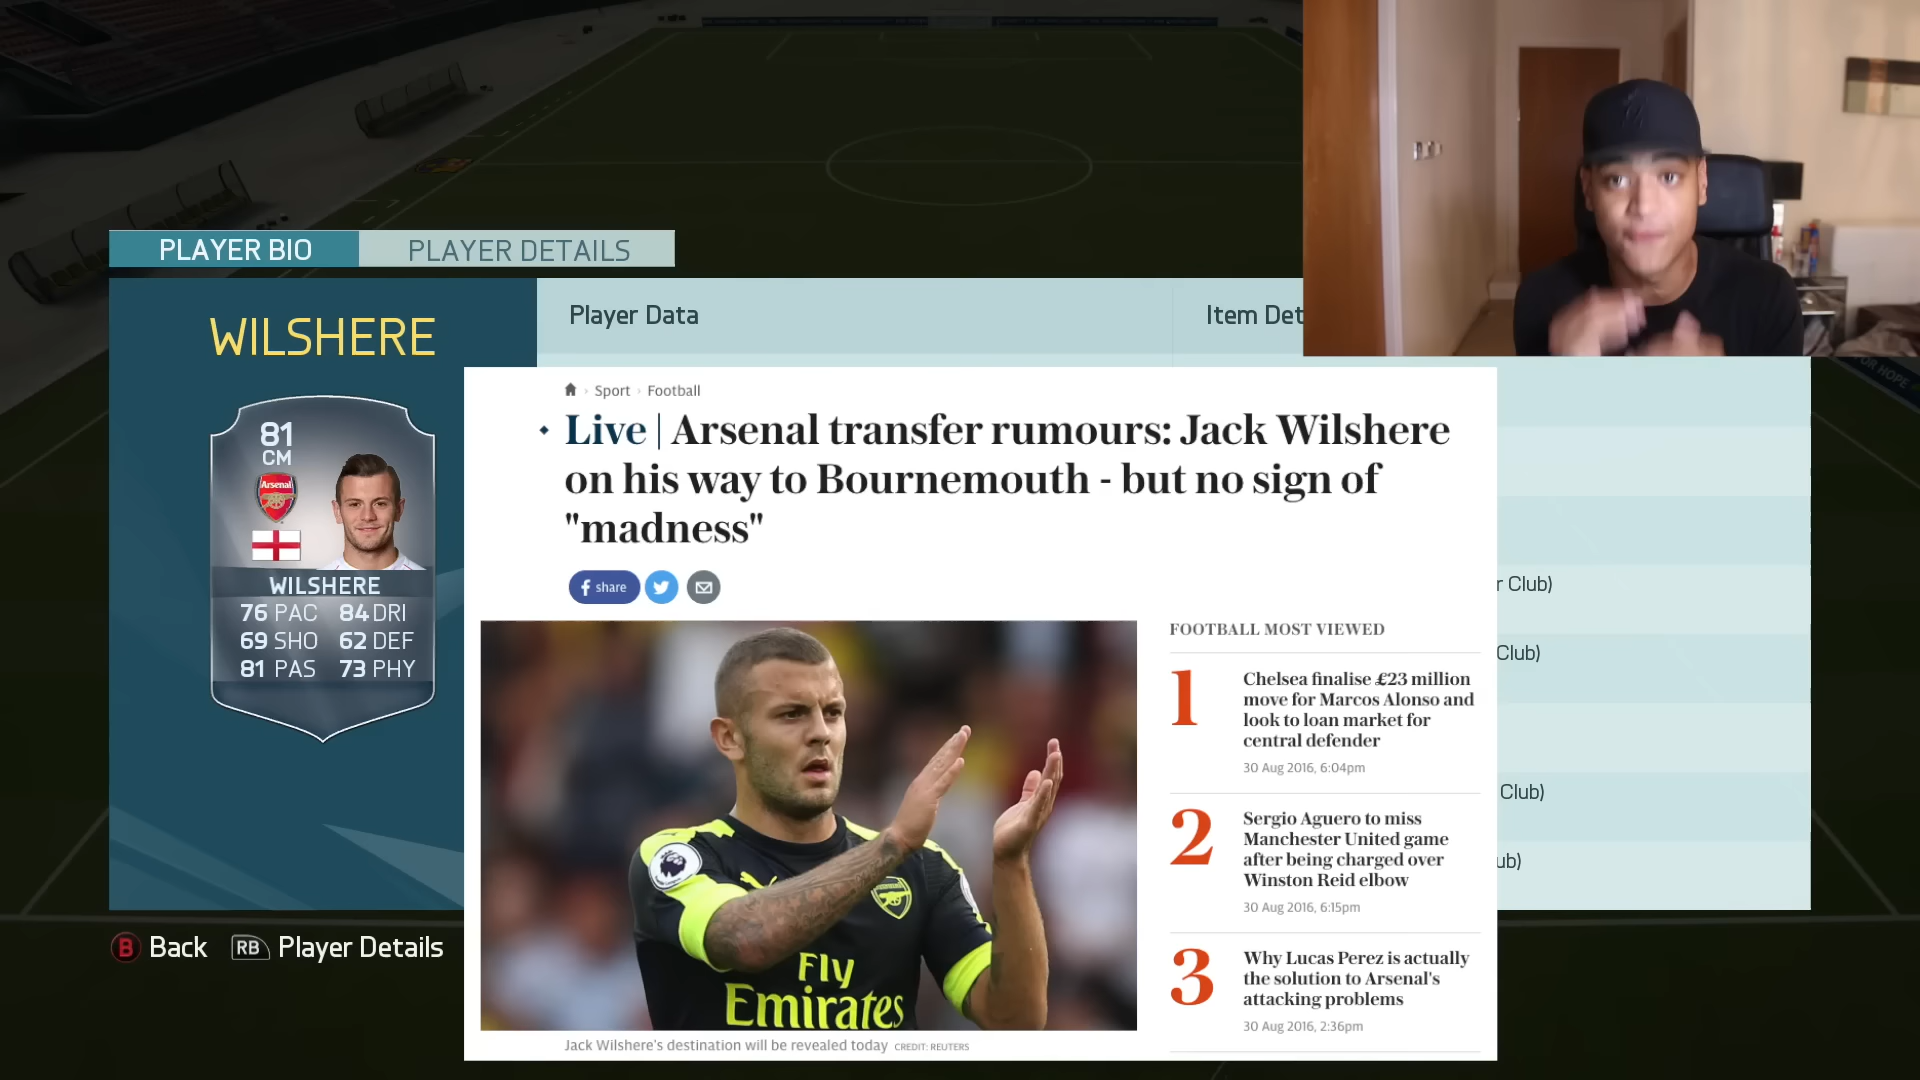 PLAYER BIO
PLAYER DETAILS
WILSHERE
Player Data
Item Det
81
CM
Arsenal
WILSHERE
76 PAC 84 DRI
69 SHO 62 DEF
81 PAS 73 PHY
Sport › Football
Live | Arsenal transfer rumours: Jack Wilshere
on his way to Bournemouth - but no sign of
"madness"
share
FOOTBALL MOST VIEWED
1
Chelsea finalise £23 million
move for Marcos Alonso and
look to loan market for
central defender
30 Aug 2016, 6:04pm
2
Sergio Aguero to miss
Manchester United game
after being charged over
Winston Reid elbow
30 Aug 2016, 6:15pm
3
Why Lucas Perez is actually
the solution to Arsenal's
attacking problems
30 Aug 2016, 2:36pm
Fly
Emirates
Jack Wilshere's destination will be revealed today CREDIT: REUTERS
r Club)
Club)
Club)
ub)
OR HOPE
B Back RB Player Details